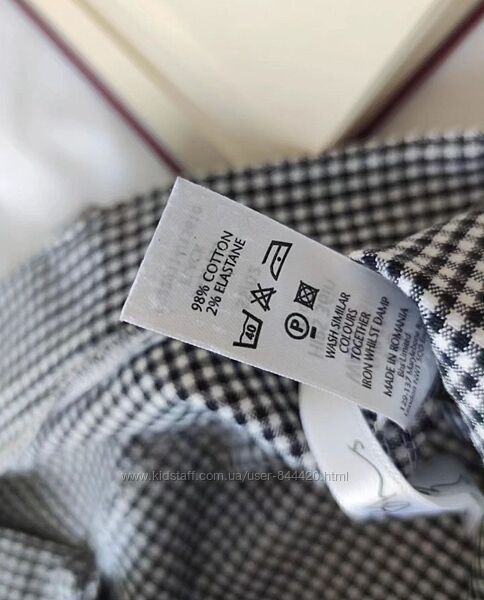 98% COTTON
2% ELASTANE
40
P
WASH SIMILAR
COLOURS
TOGETHER
IRON WHILST DAMP
MADE IN ROMANIA
www.kidstaff.com.ua/user-844420.html